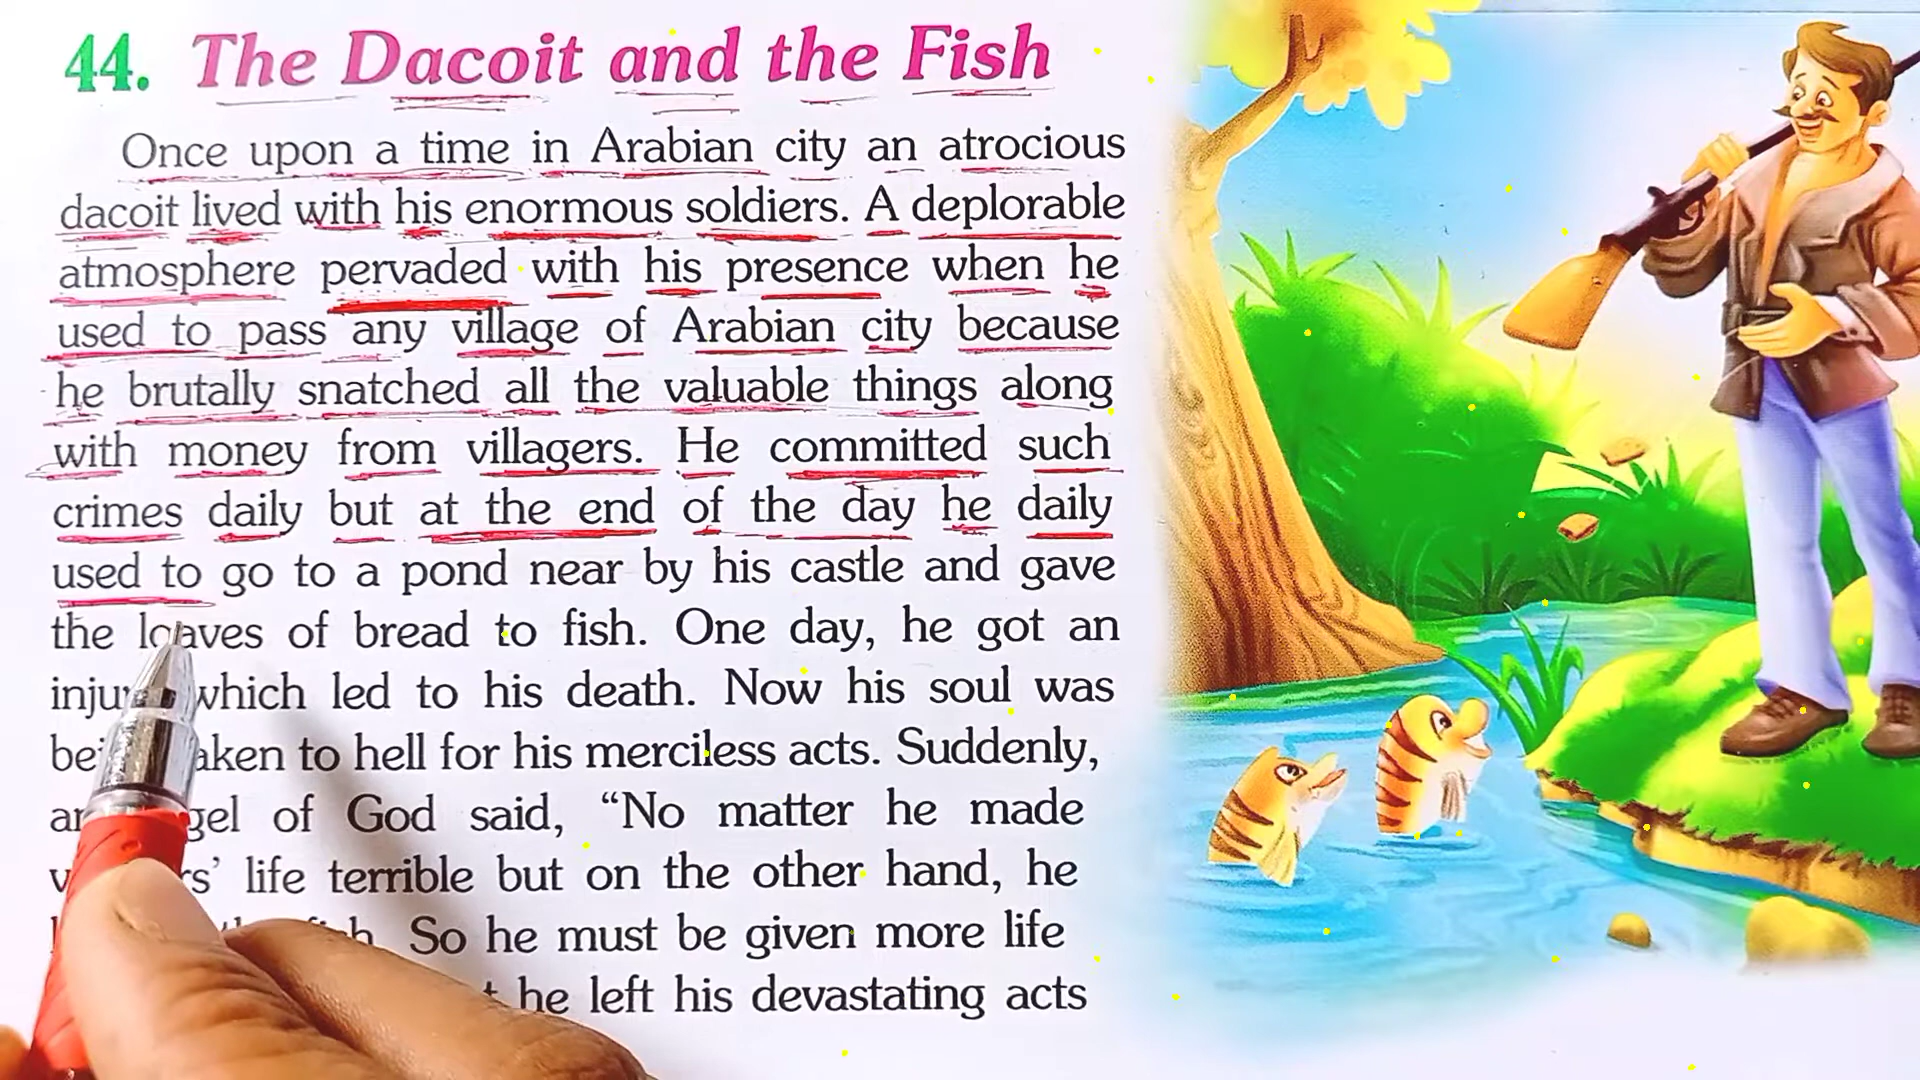 44. The Dacoit and the Fish
Once upon a time in Arabian city an atrocious
dacoit lived with his enormous soldiers. A deplorable
atmosphere pervaded with his presence when he
used to pass any village of Arabian city because
he brutally snatched all the valuable things along
with money from villagers. He committed such
crimes daily but at the end of the day he daily
used to go to a pond near by his castle and gave
the loaves of bread to fish. One day, he got an
which led to his death. Now his soul was
to hell for his merciless acts. Suddenly,
of God said, “No matter he made
life terrible but on the other hand, he
So he must be given more life
he left his devastating acts